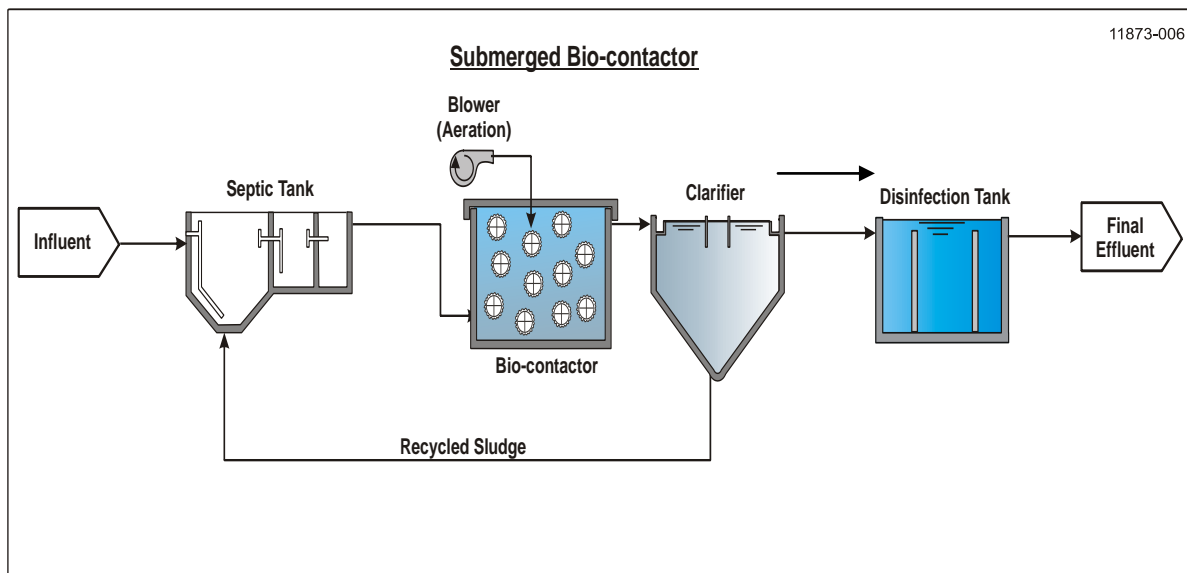 11873-006
Submerged Bio-contactor
Blower
(Aeration)
Septic Tank
Clarifier
Disinfection Tank
Influent
Final
Effluent
Bio-contactor
Recycled Sludge